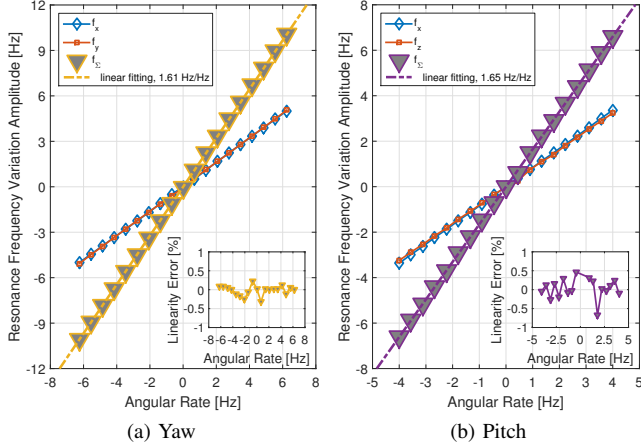 12
9
6
3
0
-3
-6
-9
-12
Resonance Frequency Variation Amplitude [Hz]
f_x
f_y
f_Σ
linear fitting, 1.61 Hz/Hz
1
0.5
0
-0.5
-1
Linearity Error [%]
-8 -6 -4 -2 0 2 4 6 8
Angular Rate [Hz]
-8 -6 -4 -2 0 2 4 6 8
Angular Rate [Hz]
(a) Yaw
8
6
4
2
0
-2
-4
-6
-8
Resonance Frequency Variation Amplitude [Hz]
f_x
f_z
f_Σ
linear fitting, 1.65 Hz/Hz
1
0.5
0
-0.5
-1
Linearity Error [%]
-5 -2.5 0 2.5 5
Angular Rate [Hz]
-5 -4 -3 -2 -1 0 1 2 3 4 5
Angular Rate [Hz]
(b) Pitch